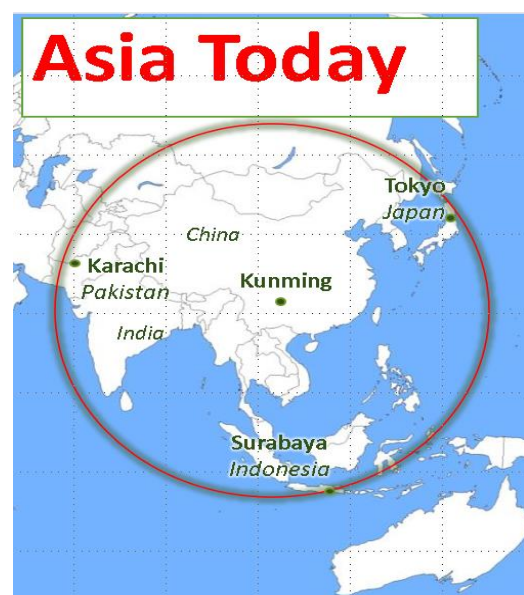 Asia Today
Tokyo
Japan
China
Karachi
Pakistan
Kunming
India
Surabaya
Indonesia